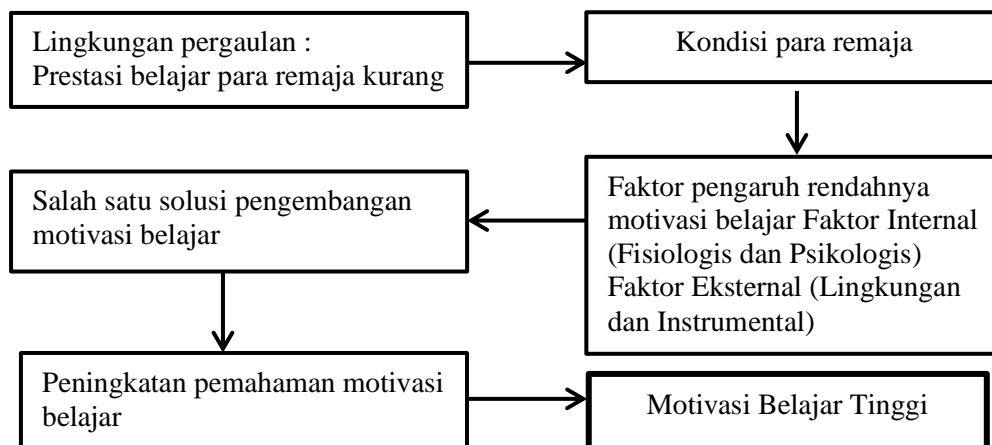 Lingkungan pergaulan :
Prestasi belajar para remaja kurang
Kondisi para remaja
Faktor pengaruh rendahnya
motivasi belajar Faktor Internal
(Fisiologis dan Psikologis)
Faktor Eksternal (Lingkungan
dan Instrumental)
Salah satu solusi pengembangan
motivasi belajar
Peningkatan pemahaman motivasi
belajar
Motivasi Belajar Tinggi